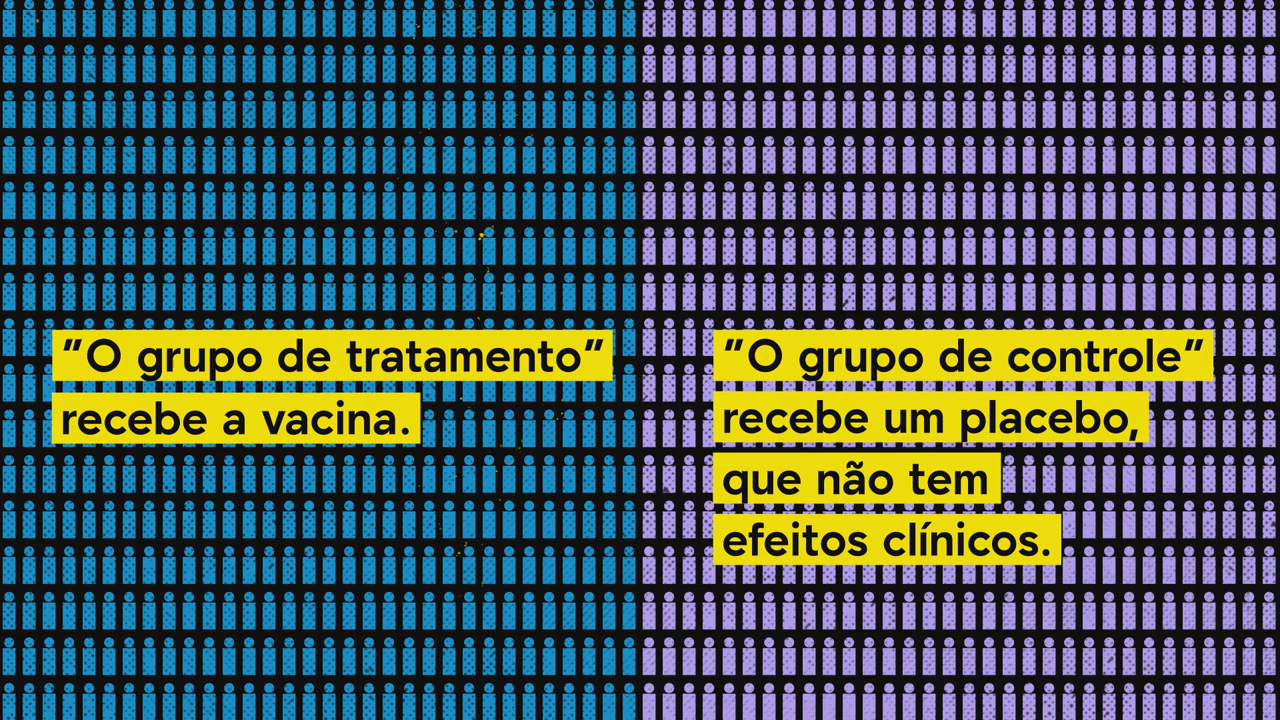 "O grupo de tratamento"
recebe a vacina.
"O grupo de controle"
recebe um placebo,
que não tem
efeitos clínicos.